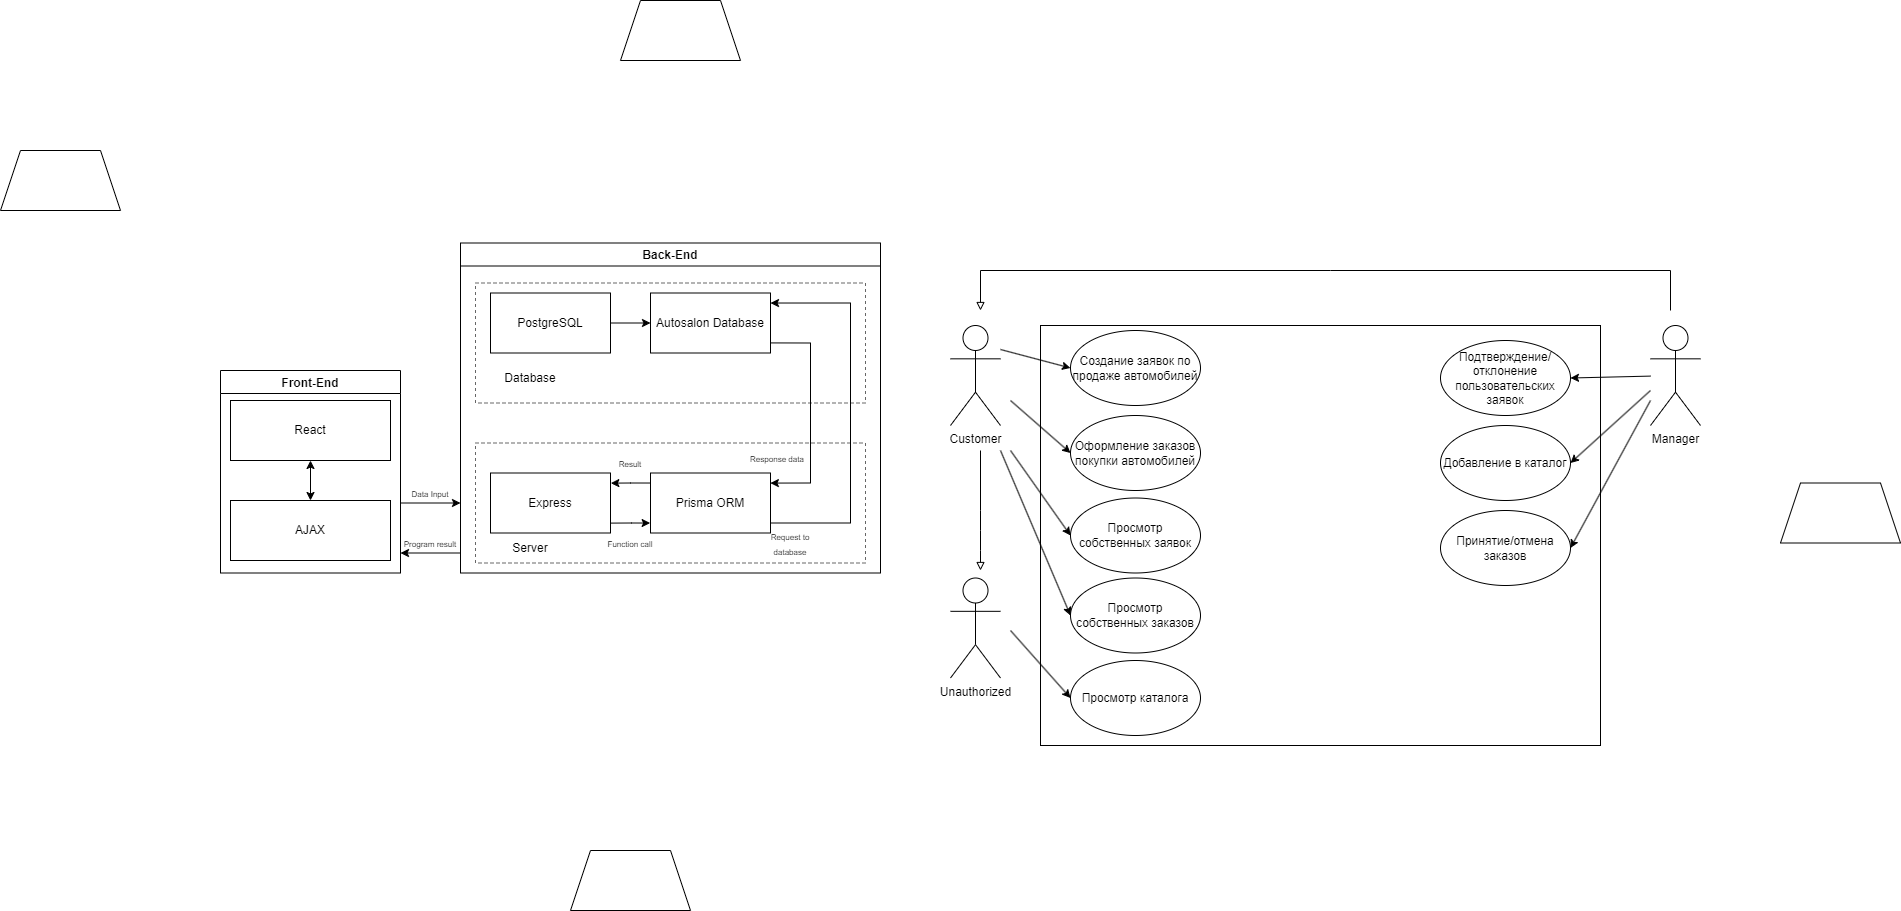 Back-End
PostgreSQL
Autosalon Database
Database
Front-End
React
AJAX
Data Input
Program result
Result
Response data
Express
Prisma ORM
Server
Function call
Request to
database
Customer
Unauthorized
Создание заявок по
продаже автомобилей
Оформление заказов
покупки автомобилей
Просмотр
собственных заявок
Просмотр
собственных заказов
Просмотр каталога
Подтверждение/
отклонение
пользовательских
заявок
Добавление в каталог
Принятие/отмена
заказов
Manager